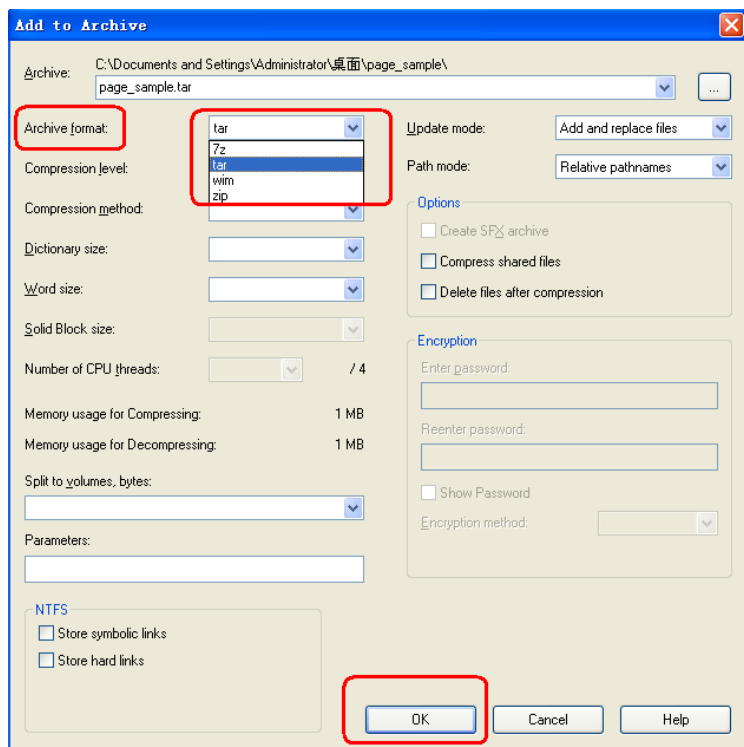 Add to Archive
Archive:
C:\Documents and Settings\Administrator\桌面\page_sample\
page_sample.tar
...
Archive format:
tar
7z
tar
wim
zip
Update mode:
Add and replace files
Compression level:
Path mode:
Relative pathnames
Compression method:
Options
Create SFX archive
Dictionary size:
Compress shared files
Word size:
Delete files after compression
Solid Block size:
Encryption
Number of CPU threads:
/ 4
Enter password:
Memory usage for Compressing:
1 MB
Reenter password:
Memory usage for Decompressing:
1 MB
Split to volumes, bytes:
Show Password
Encryption method:
Parameters:
NTFS
Store symbolic links
Store hard links
OK
Cancel
Help